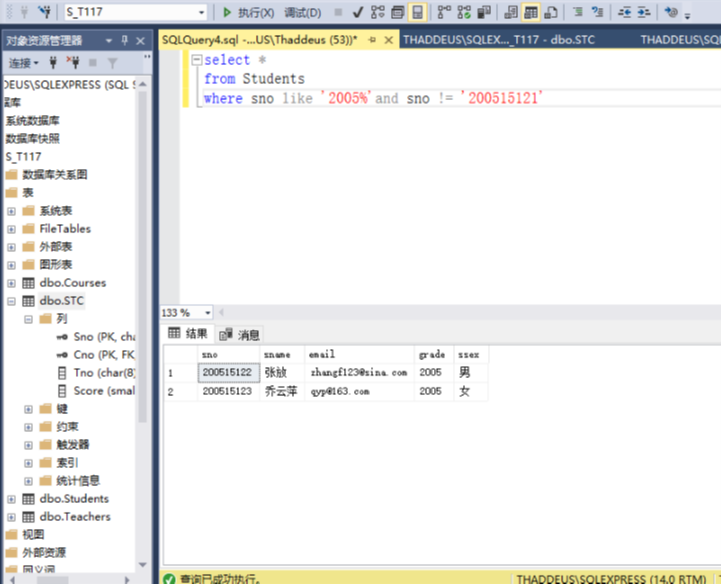 S_T117
执行(X)
调试(D)
对象资源管理器
连接
DEUS\SQLEXPRESS (SQL S
据库
系统数据库
数据库快照
S_T117
数据库关系图
表
系统表
FileTables
外部表
图形表
dbo.Courses
dbo.STC
列
Sno (PK, cha
Cno (PK, FK,
Tno (char(8)
Score (smal
键
约束
触发器
索引
统计信息
dbo.Students
dbo.Teachers
视图
外部资源
同义词
SQLQuery4.sql -...US\Thaddeus (53))*
THADDEUS\SQLEX..._T117 - dbo.STC
THADDEUS\SQL
select *
from Students
where sno like '2005%'and sno != '200515121'
133 %
结果
消息
sno sname email grade ssex
1 200515122 张放 zhangf123@sina.com 2005 男
2 200515123 乔云萍 qyp@163.com 2005 女
查询已成功执行。
THADDEUS\SQLEXPRESS (14.0 RTM)